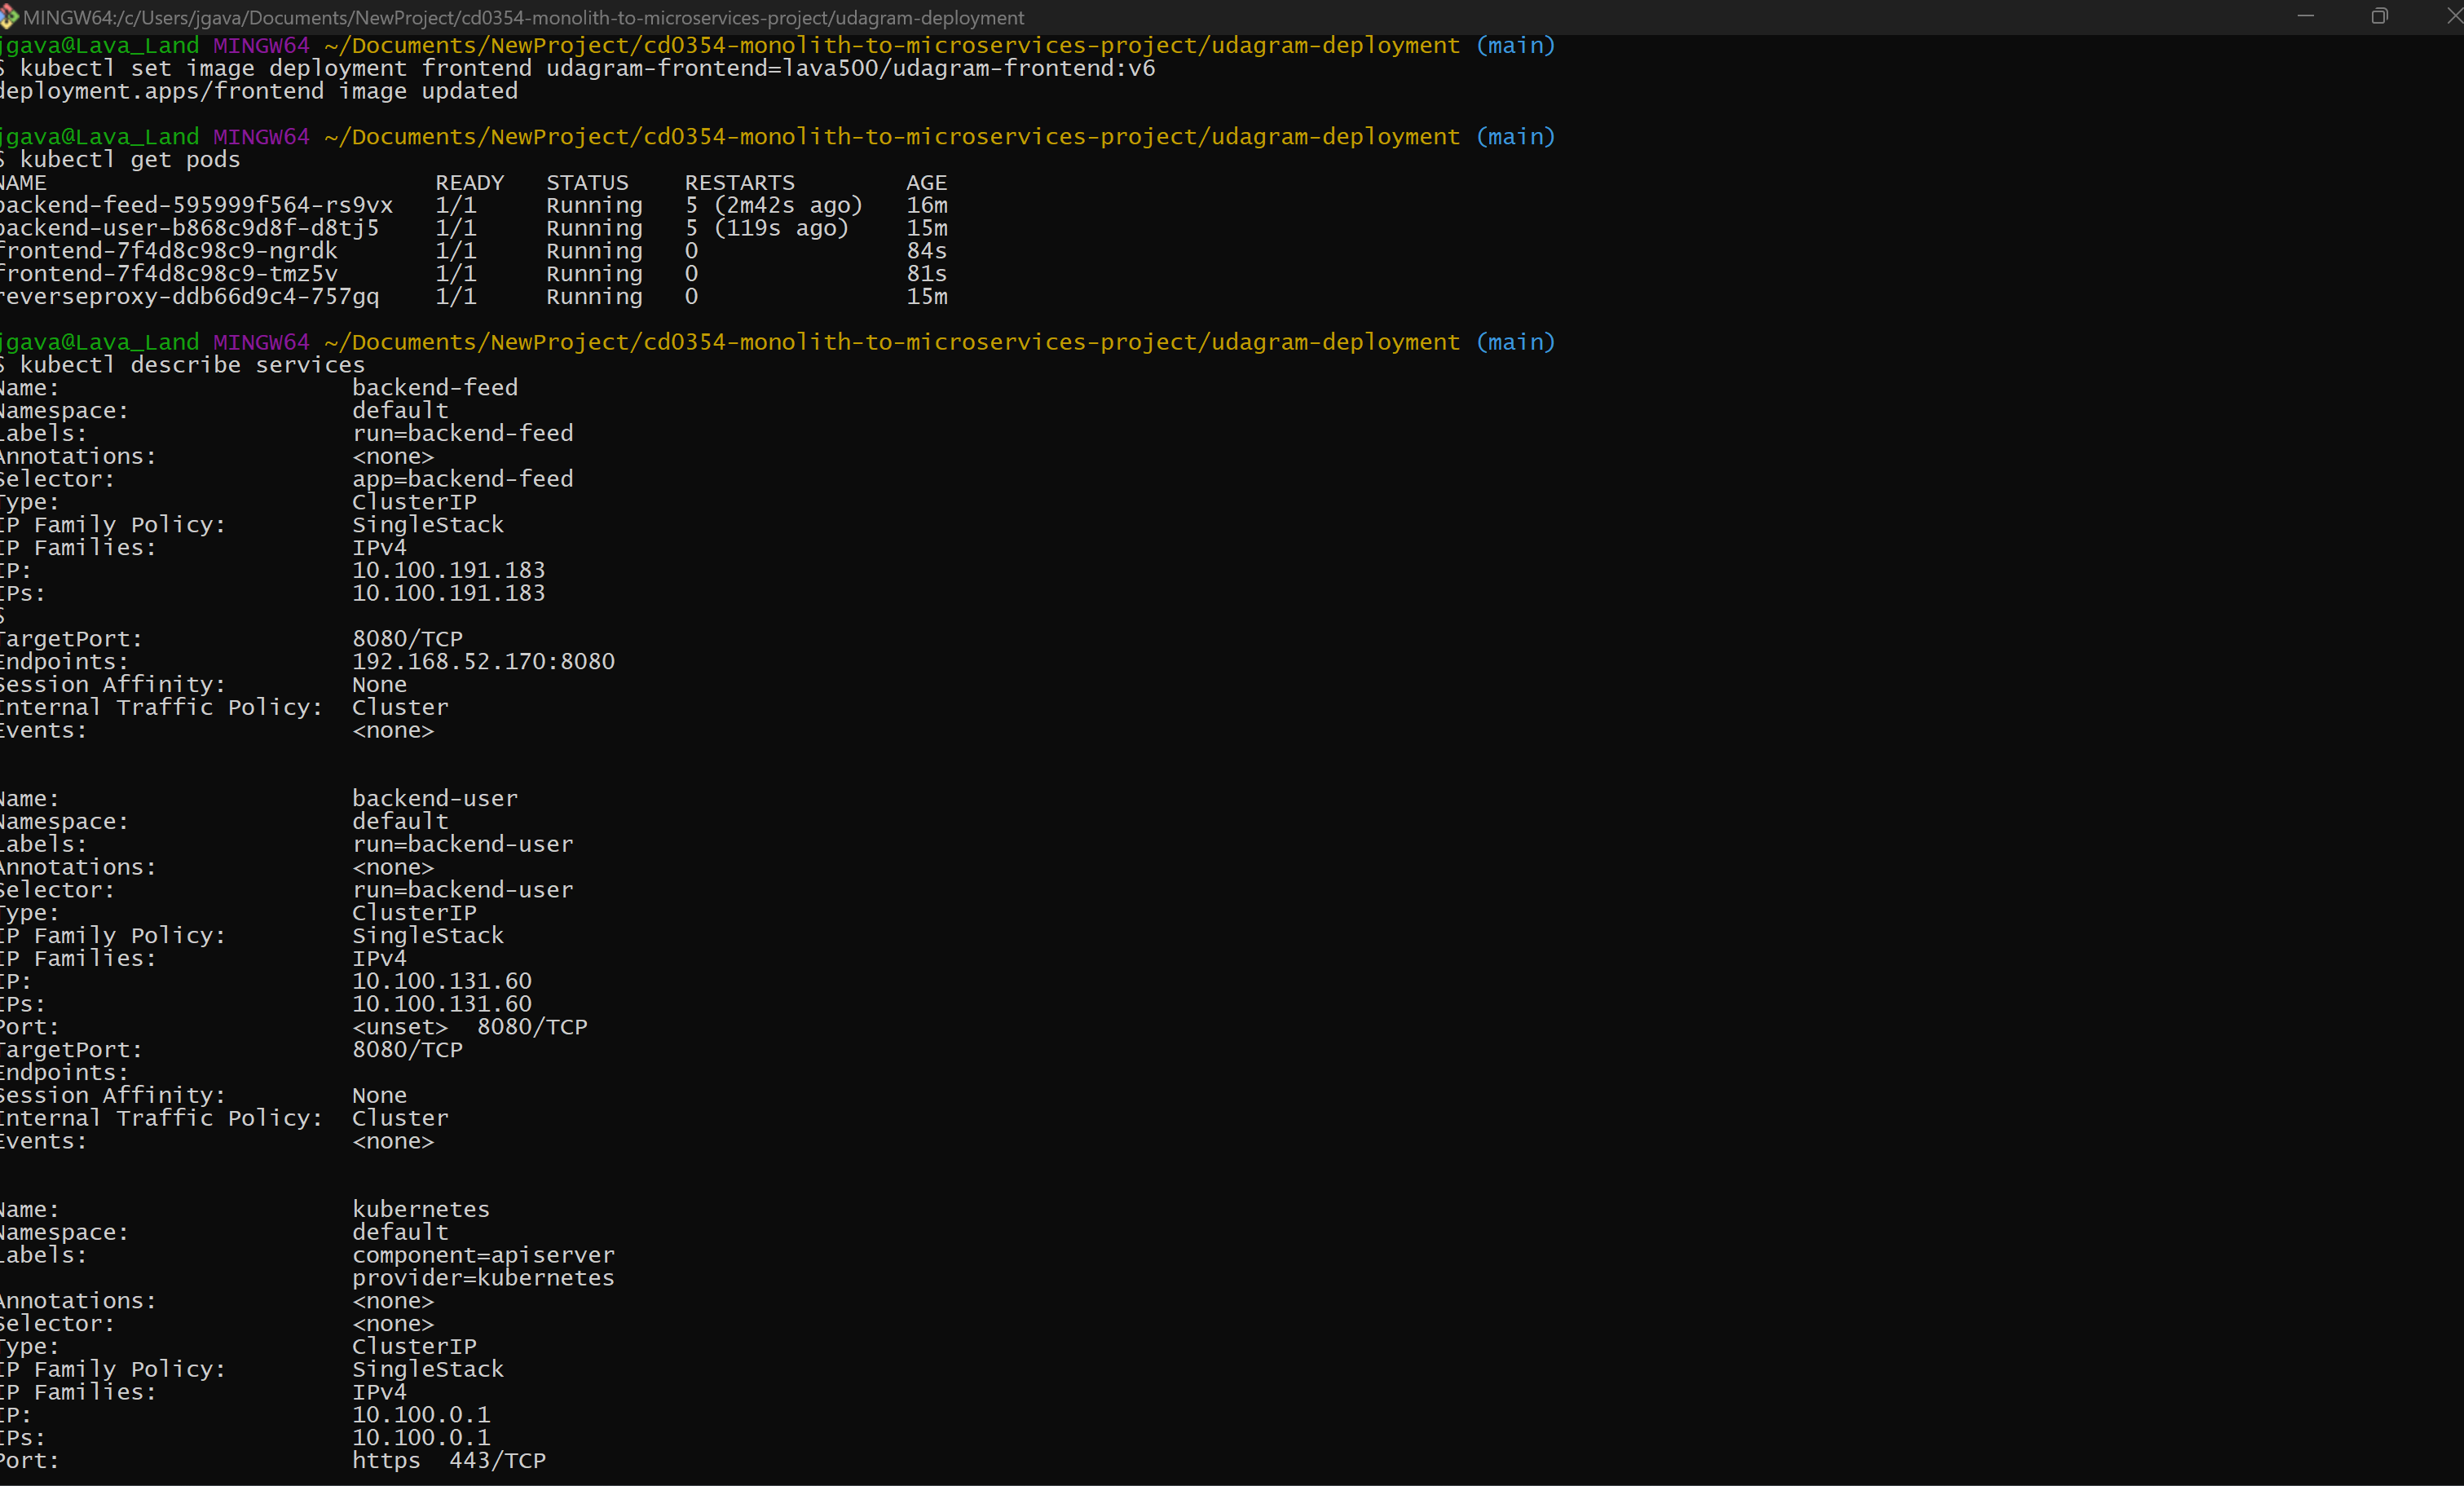 MINGW64:/c/Users/jgava/Documents/NewProject/cd0354-monolith-to-microservices-project/udagram-deployment
jgava@Lava_Land MINGW64 ~/Documents/NewProject/cd0354-monolith-to-microservices-project/udagram-deployment (main)
$ kubectl set image deployment frontend udagram-frontend=lava500/udagram-frontend:v6
deployment.apps/frontend image updated
jgava@Lava_Land MINGW64 ~/Documents/NewProject/cd0354-monolith-to-microservices-project/udagram-deployment (main)
$ kubectl get pods
NAME READY STATUS RESTARTS AGE
backend-feed-595999f564-rs9vx 1/1 Running 5 (2m42s ago) 16m
backend-user-b868c9d8f-d8tj5 1/1 Running 5 (119s ago) 15m
frontend-7f4d8c98c9-ngrdk 1/1 Running 0 84s
frontend-7f4d8c98c9-tmz5v 1/1 Running 0 81s
reverseproxy-ddb66d9c4-757gq 1/1 Running 0 15m
jgava@Lava_Land MINGW64 ~/Documents/NewProject/cd0354-monolith-to-microservices-project/udagram-deployment (main)
$ kubectl describe services
Name: backend-feed
Namespace: default
Labels: run=backend-feed
Annotations: <none>
Selector: app=backend-feed
Type: ClusterIP
IP Family Policy: SingleStack
IP Families: IPv4
IP: 10.100.191.183
IPs: 10.100.191.183
$
TargetPort: 8080/TCP
Endpoints: 192.168.52.170:8080
Session Affinity: None
Internal Traffic Policy: Cluster
Events: <none>
Name: backend-user
Namespace: default
Labels: run=backend-user
Annotations: <none>
Selector: run=backend-user
Type: ClusterIP
IP Family Policy: SingleStack
IP Families: IPv4
IP: 10.100.131.60
IPs: 10.100.131.60
Port: <unset> 8080/TCP
TargetPort: 8080/TCP
Endpoints:
Session Affinity: None
Internal Traffic Policy: Cluster
Events: <none>
Name: kubernetes
Namespace: default
Labels: component=apiserver
provider=kubernetes
Annotations: <none>
Selector: <none>
Type: ClusterIP
IP Family Policy: SingleStack
IP Families: IPv4
IP: 10.100.0.1
IPs: 10.100.0.1
Port: https 443/TCP